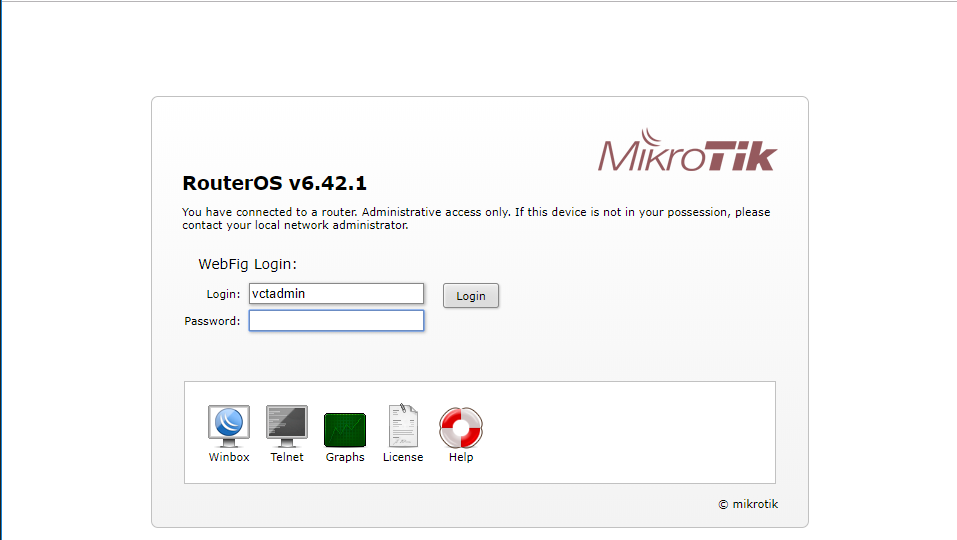 MikroTik
RouterOS v6.42.1
You have connected to a router. Administrative access only. If this device is not in your possession, please
contact your local network administrator.
WebFig Login:
Login: vctadmin Login
Password:
Winbox Telnet Graphs License Help
© mikrotik